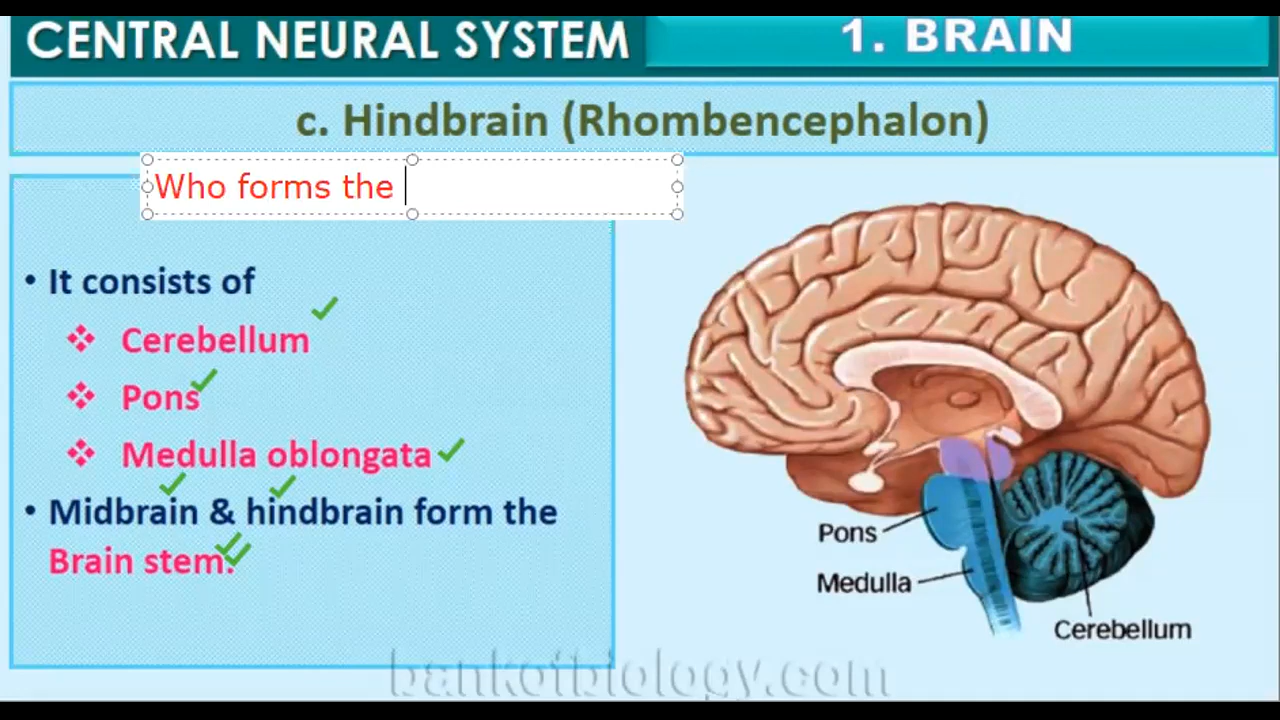 CENTRAL NEURAL SYSTEM
1. BRAIN
c. Hindbrain (Rhombencephalon)
Who forms the
• It consists of
❖ Cerebellum
❖ Pons
❖ Medulla oblongata
• Midbrain & hindbrain form the
Brain stem.
Pons
Medulla
Cerebellum
bankofbiology.com